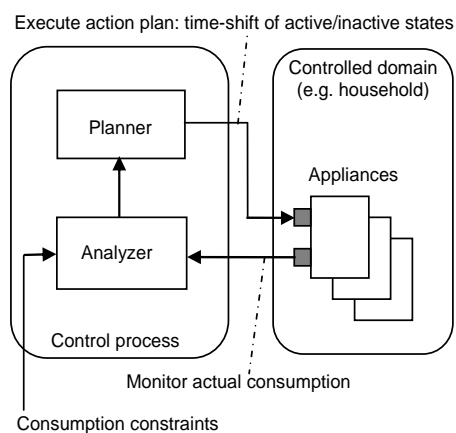 Execute action plan: time-shift of active/inactive states
Controlled domain
(e.g. household)
Planner
Appliances
Analyzer
Control process
Monitor actual consumption
Consumption constraints